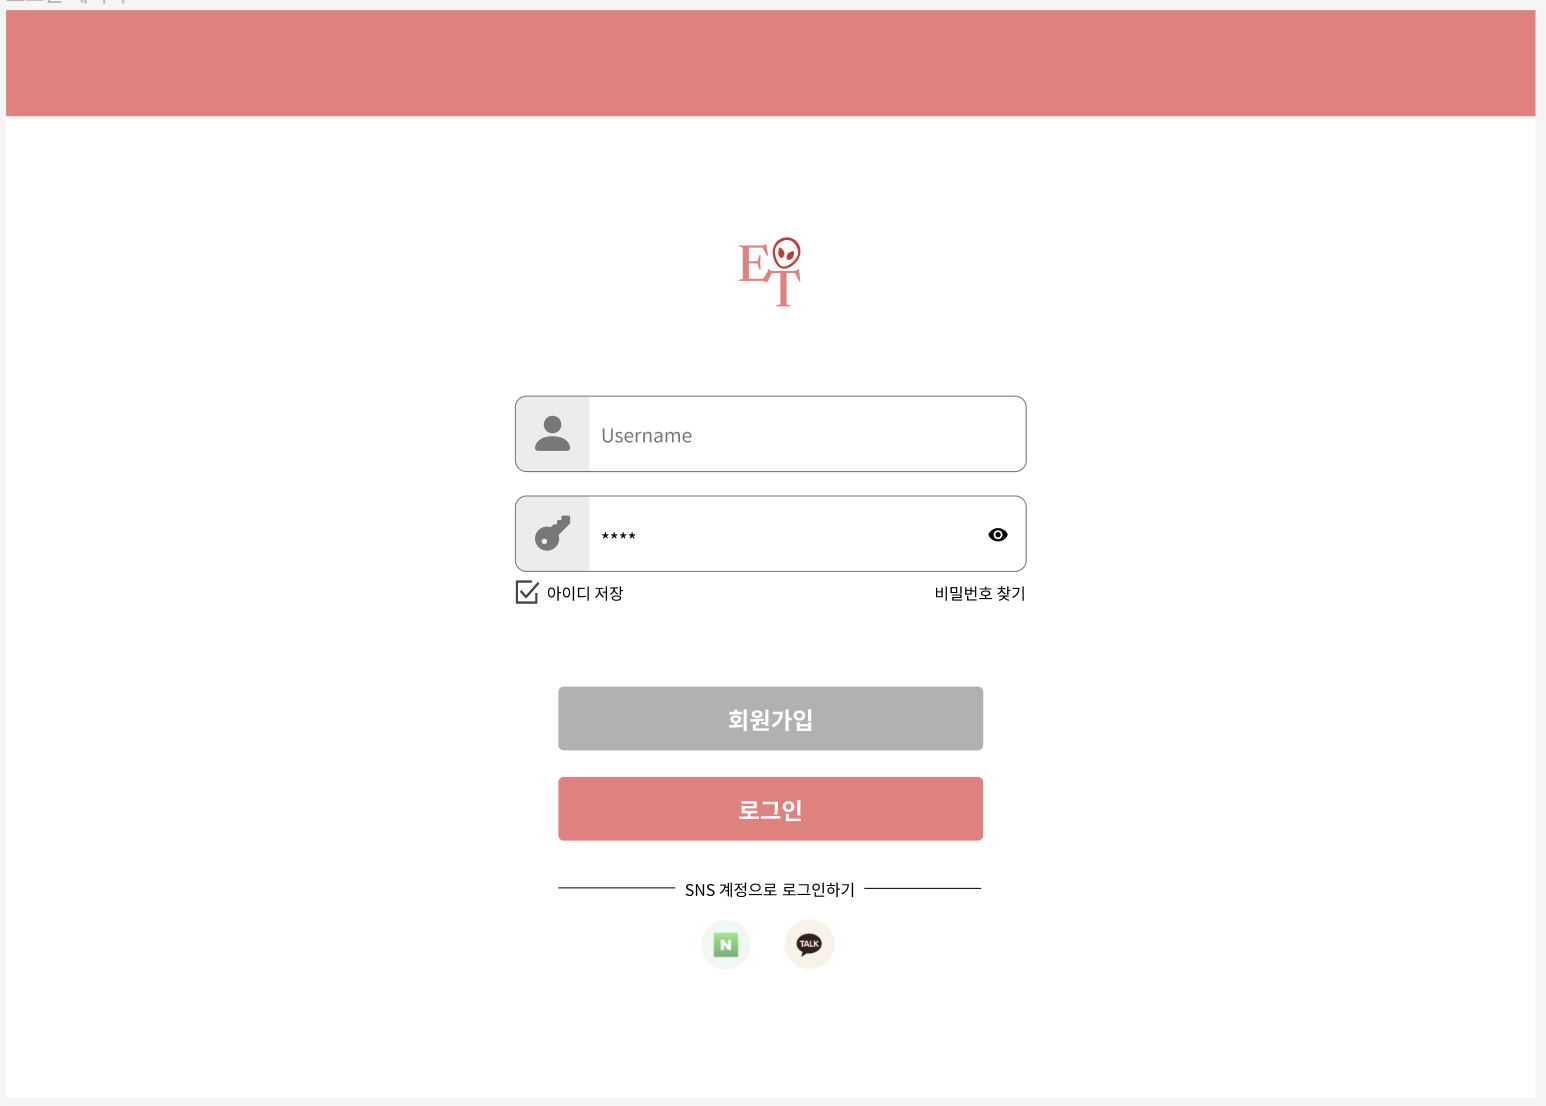 ET
Username
****
아이디 저장
비밀번호 찾기
회원가입
로그인
SNS 계정으로 로그인하기
N
TALK